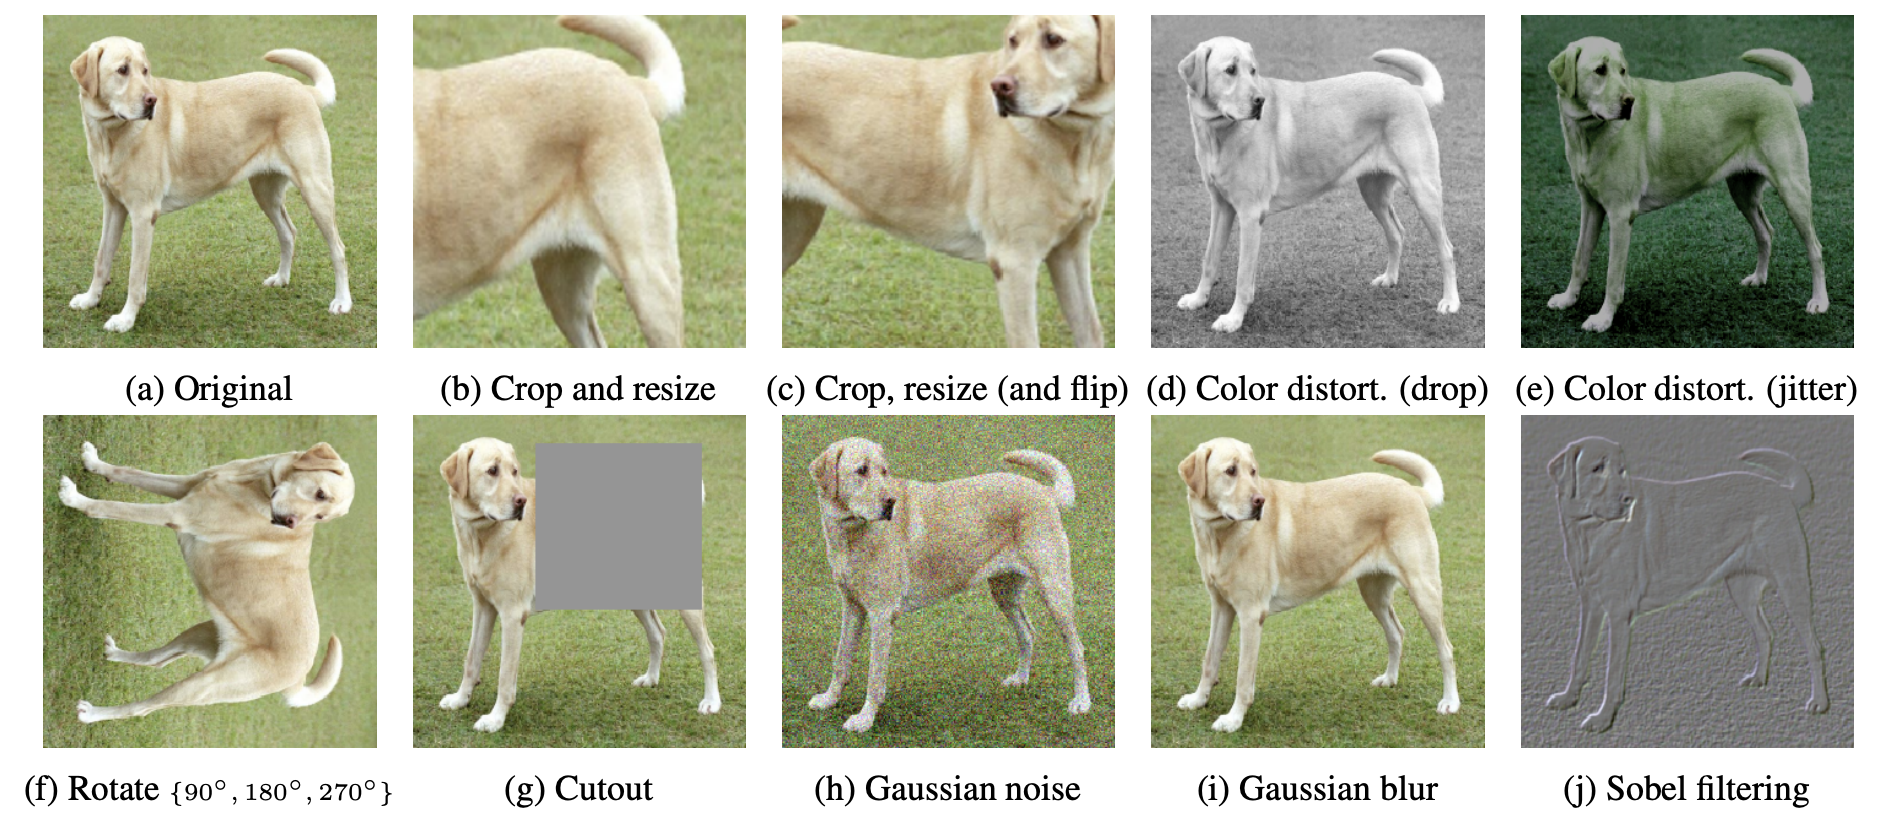 (a) Original
(b) Crop and resize
(c) Crop, resize (and flip)
(d) Color distort. (drop)
(e) Color distort. (jitter)
(f) Rotate {90°, 180°, 270°}
(g) Cutout
(h) Gaussian noise
(i) Gaussian blur
(j) Sobel filtering